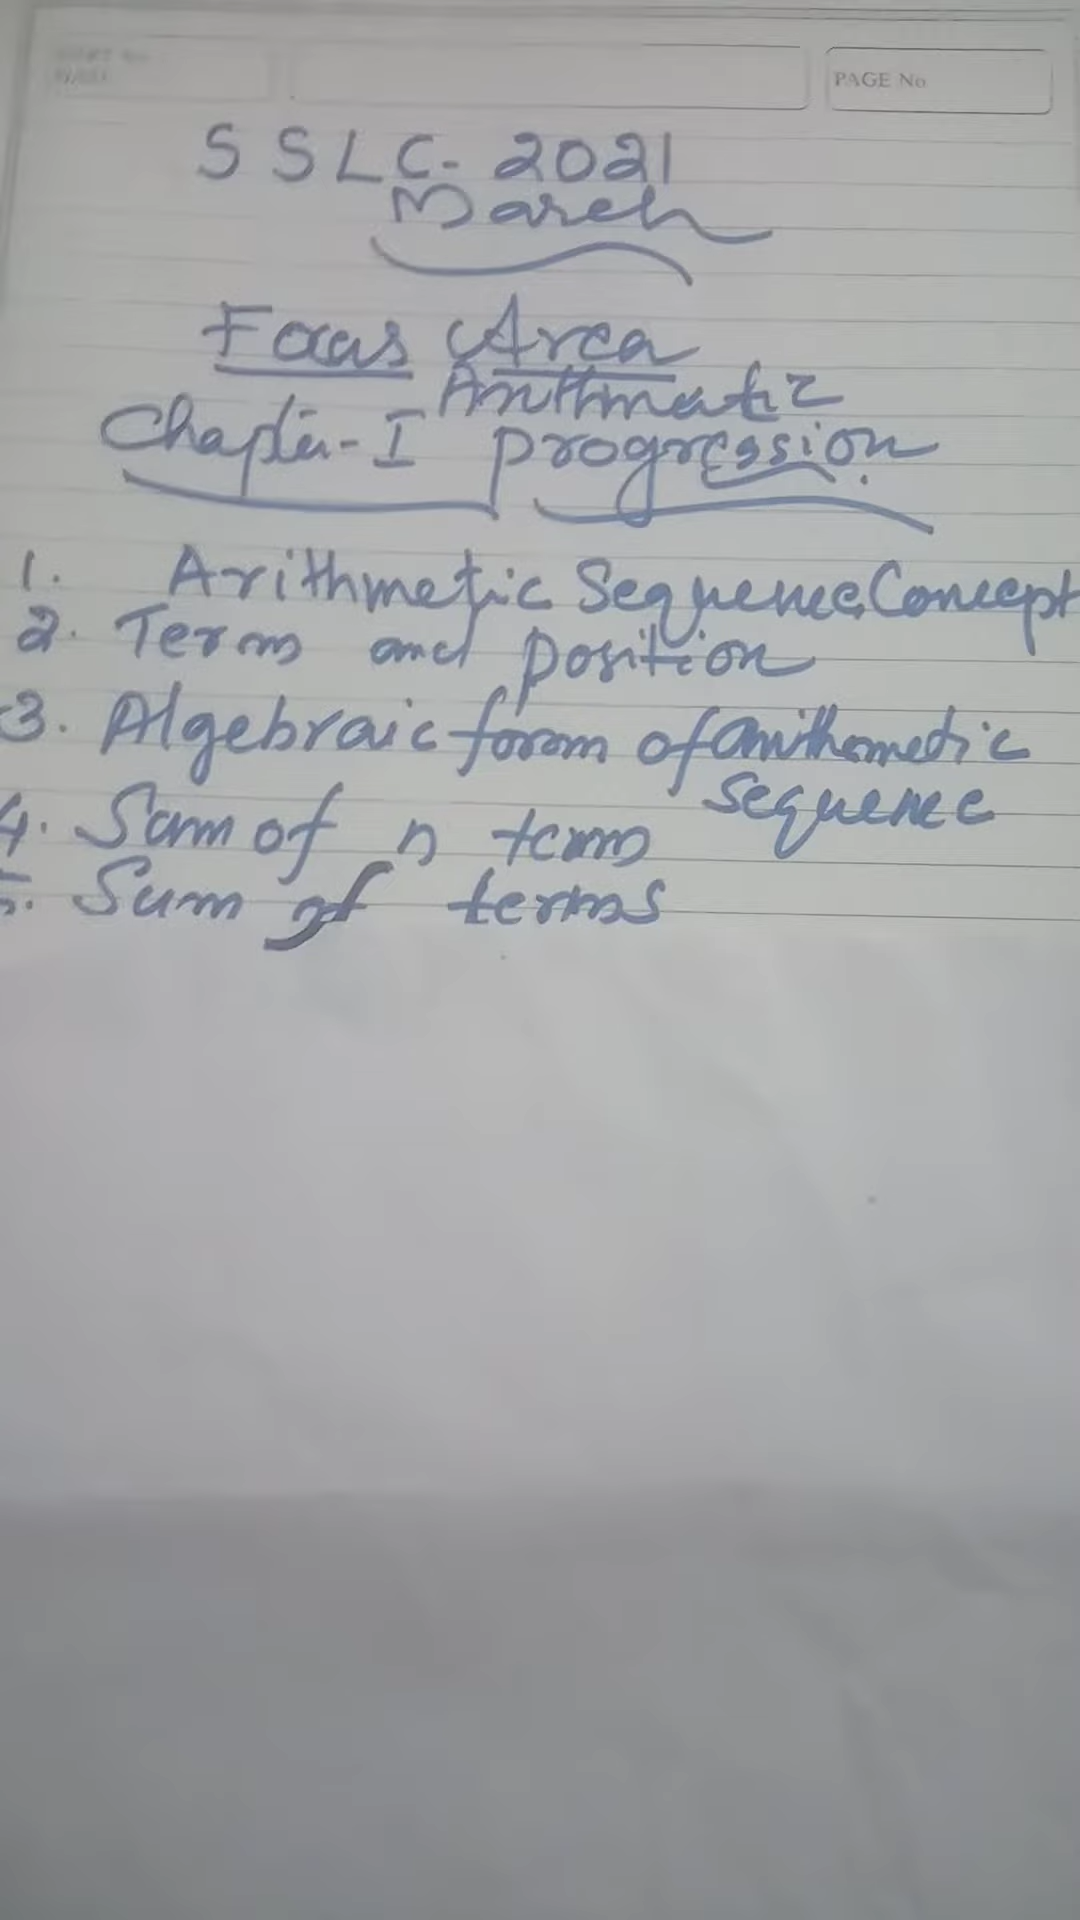 PAGE No
SSLC-2021
March
Focus Area
Arithmatic
Chapter-I Progression
1. Arithmetic Sequence Concept
2. Term and position
3. Algebraic form of arithmetic
sequence
4. Sum of n term
5. Sum of terms